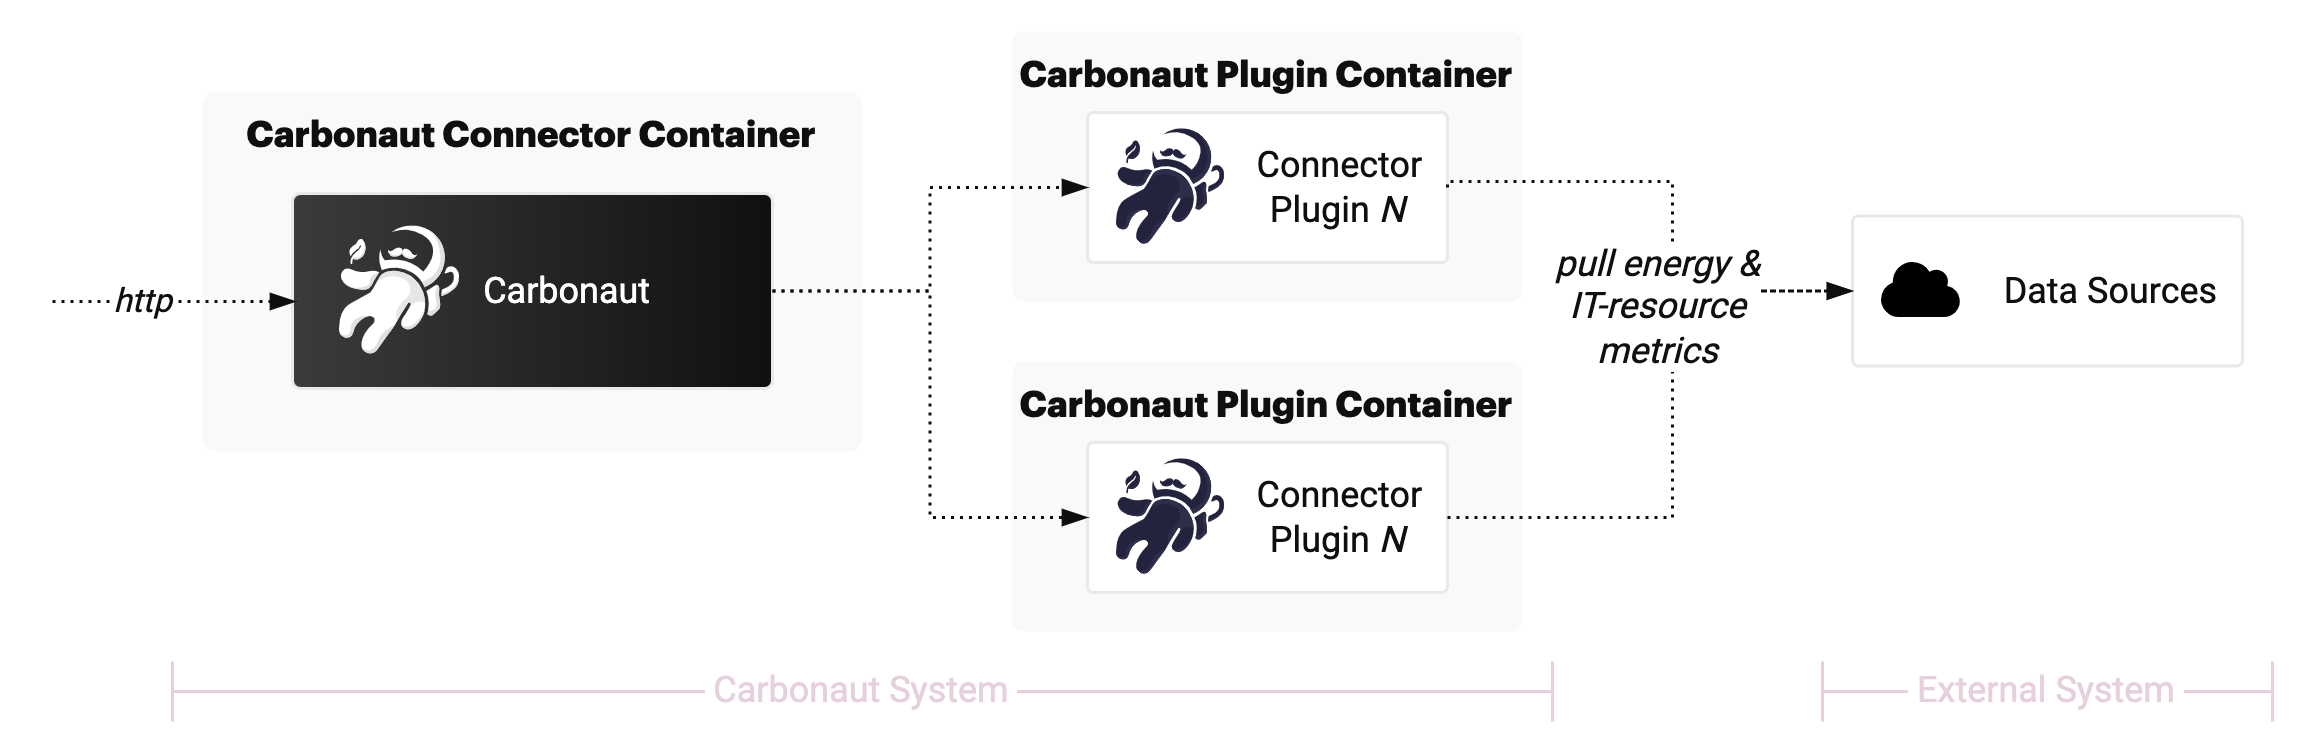 Carbonaut Connector Container
http
Carbonaut
Carbonaut Plugin Container
Connector
Plugin N
Carbonaut Plugin Container
Connector
Plugin N
pull energy &
IT-resource
metrics
Data Sources
Carbonaut System
External System